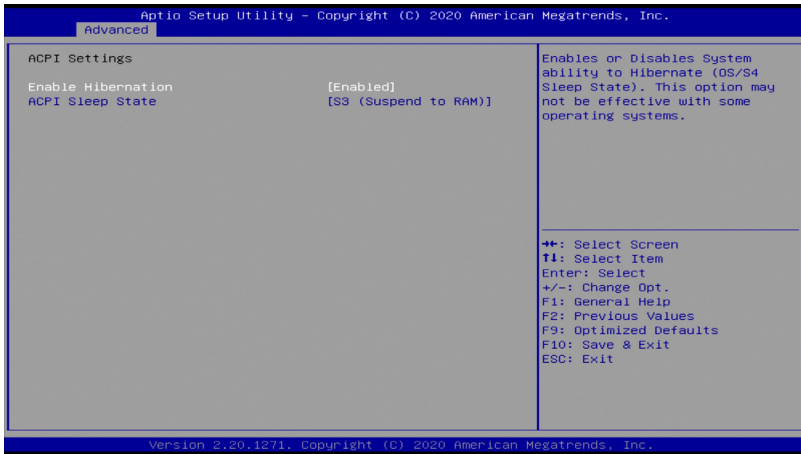 Aptio Setup Utility – Copyright (C) 2020 American Megatrends, Inc.
Advanced
ACPI Settings
Enable Hibernation [Enabled]
ACPI Sleep State [S3 (Suspend to RAM)]
Enables or Disables System
ability to Hibernate (OS/S4
Sleep State). This option may
not be effective with some
operating systems.
→←: Select Screen
↑↓: Select Item
Enter: Select
+/-: Change Opt.
F1: General Help
F2: Previous Values
F9: Optimized Defaults
F10: Save & Exit
ESC: Exit
Version 2.20.1271. Copyright (C) 2020 American Megatrends, Inc.